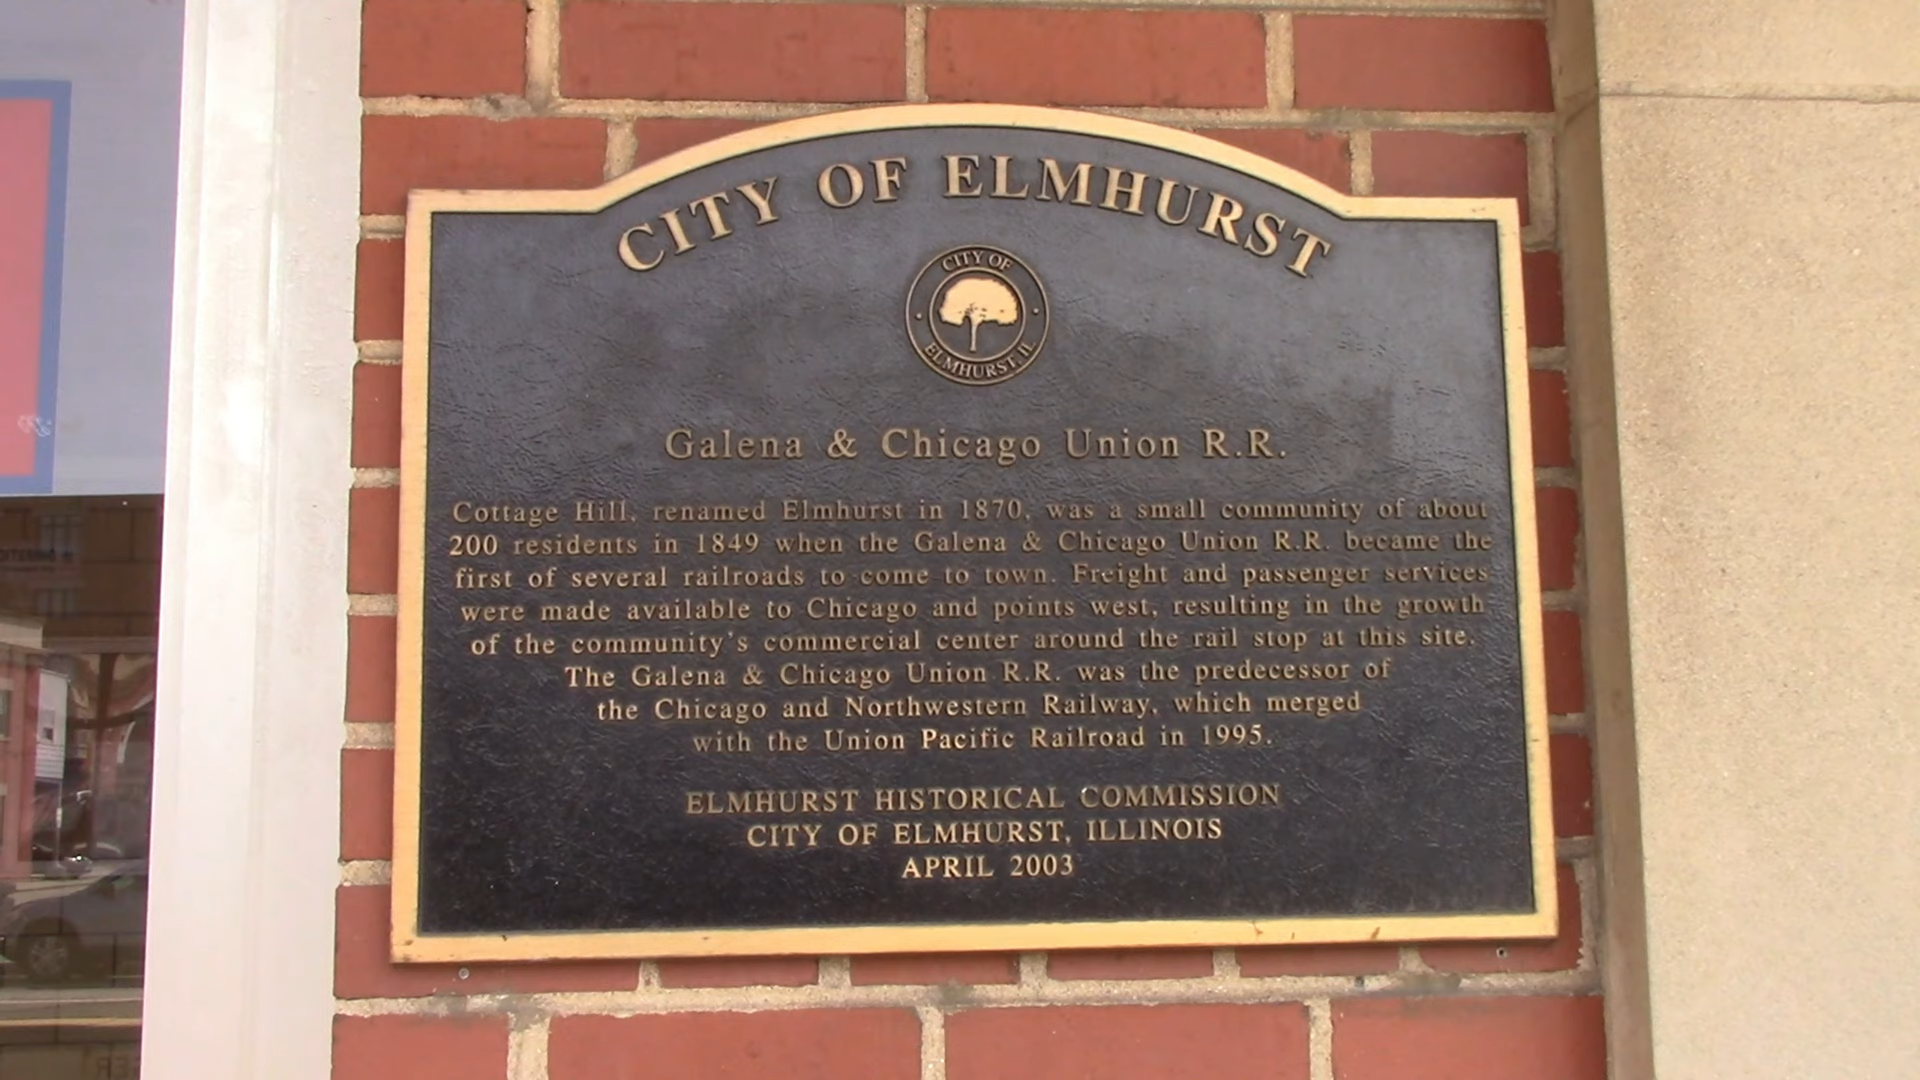 CITY OF ELMHURST
CITY OF
ELMHURST, IL
Galena & Chicago Union R.R.
Cottage Hill, renamed Elmhurst in 1870, was a small community of about
200 residents in 1849 when the Galena & Chicago Union R.R. became the
first of several railroads to come to town. Freight and passenger services
were made available to Chicago and points west, resulting in the growth
of the community's commercial center around the rail stop at this site.
The Galena & Chicago Union R.R. was the predecessor of
the Chicago and Northwestern Railway, which merged
with the Union Pacific Railroad in 1995.
ELMHURST HISTORICAL COMMISSION
CITY OF ELMHURST, ILLINOIS
APRIL 2003